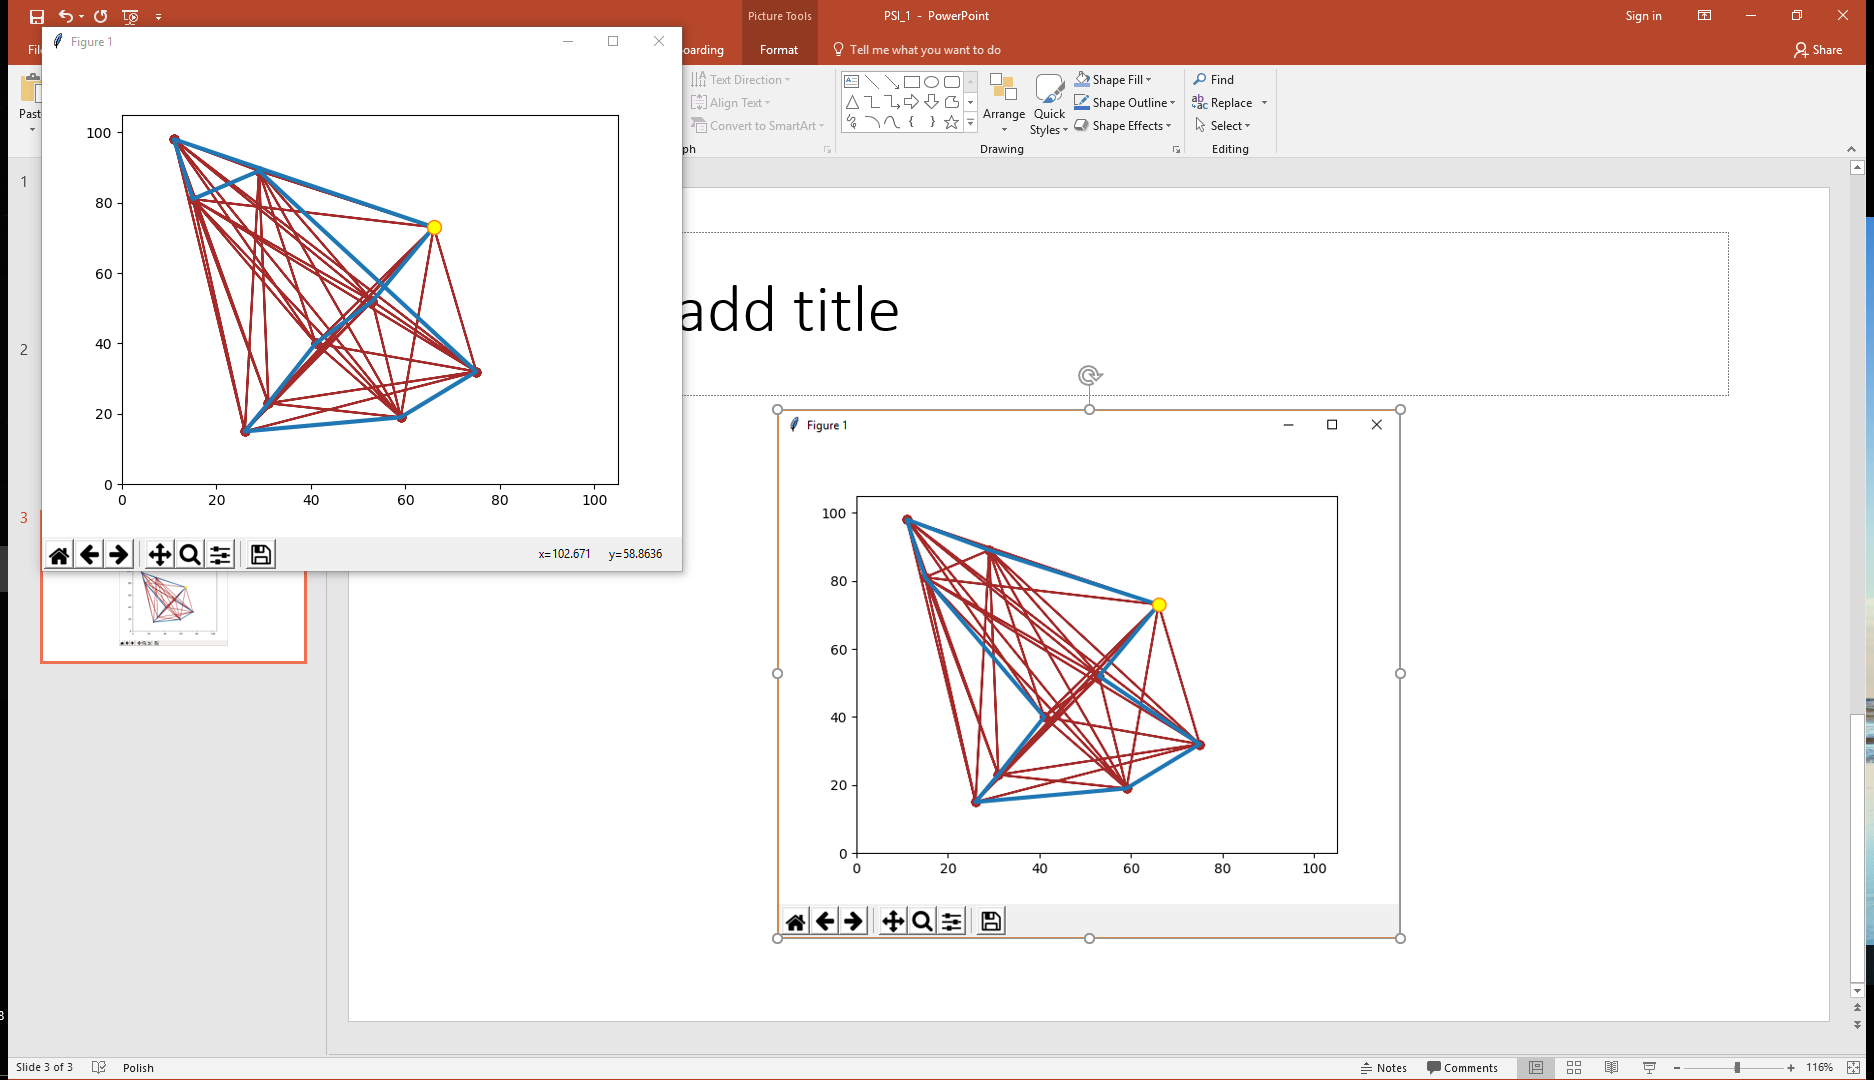 PSI_1 - PowerPoint
Picture Tools
Sign in
Format
Tell me what you want to do
Share
Figure 1
Text Direction
Align Text
Convert to SmartArt
Arrange
Quick
Styles
Shape Fill
Shape Outline
Shape Effects
Drawing
Find
Replace
Select
Editing
100
80
60
40
20
0
0 20 40 60 80 100
x=102.671 y=58.8636
1
2
3
add title
Figure 1
100
80
60
40
20
0
0 20 40 60 80 100
Slide 3 of 3
Polish
Notes
Comments
116%